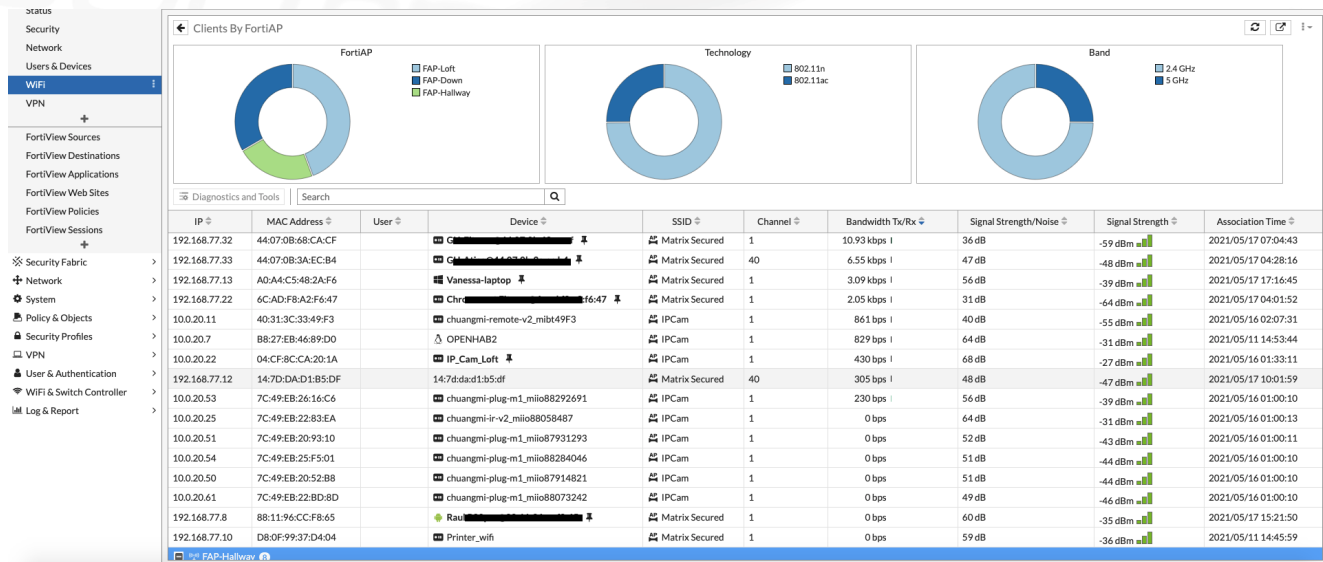 Status
Security
Network
Users & Devices
WiFi
VPN
+
FortiView Sources
FortiView Destinations
FortiView Applications
FortiView Web Sites
FortiView Policies
FortiView Sessions
+
Security Fabric
Network
System
Policy & Objects
Security Profiles
VPN
User & Authentication
WiFi & Switch Controller
Log & Report
Clients By FortiAP
FortiAP
FAP-Loft
FAP-Down
FAP-Hallway
Technology
802.11n
802.11ac
Band
2.4 GHz
5 GHz
Diagnostics and Tools Search
IP MAC Address User Device SSID Channel Bandwidth Tx/Rx Signal Strength/Noise Signal Strength Association Time
192.168.77.32 44:07:0B:68:CA:CF Matrix Secured 1 10.93 kbps 36 dB -59 dBm 2021/05/17 07:04:43
192.168.77.33 44:07:0B:3A:EC:B4 Matrix Secured 40 6.55 kbps 47 dB -48 dBm 2021/05/17 04:28:16
192.168.77.13 A0:A4:C5:48:2A:F6 Vanessa-laptop Matrix Secured 1 3.09 kbps 56 dB -39 dBm 2021/05/17 17:16:45
192.168.77.22 6C:AD:F8:A2:F6:47 Chro f6:47 Matrix Secured 1 2.05 kbps 31 dB -64 dBm 2021/05/17 04:01:52
10.0.20.11 40:31:3C:33:49:F3 chuangmi-remote-v2_mibt49F3 IPCam 1 861 bps 40 dB -55 dBm 2021/05/16 02:07:31
10.0.20.7 B8:27:EB:46:89:D0 OPENHAB2 IPCam 1 829 bps 64 dB -31 dBm 2021/05/11 14:53:44
10.0.20.22 04:CF:8C:CA:20:1A IP_Cam_Loft IPCam 1 430 bps 68 dB -27 dBm 2021/05/16 01:33:11
192.168.77.12 14:7D:DA:D1:B5:DF 14:7d:da:d1:b5:df Matrix Secured 40 305 bps 48 dB -47 dBm 2021/05/17 10:01:59
10.0.20.53 7C:49:EB:26:16:C6 chuangmi-plug-m1_miio88292691 IPCam 1 230 bps 56 dB -39 dBm 2021/05/16 01:00:10
10.0.20.25 7C:49:EB:22:83:EA chuangmi-ir-v2_miio88058487 IPCam 1 0 bps 64 dB -31 dBm 2021/05/16 01:00:13
10.0.20.51 7C:49:EB:20:93:10 chuangmi-plug-m1_miio87931293 IPCam 1 0 bps 52 dB -43 dBm 2021/05/16 01:00:11
10.0.20.54 7C:49:EB:25:F5:01 chuangmi-plug-m1_miio88284046 IPCam 1 0 bps 51 dB -44 dBm 2021/05/16 01:00:10
10.0.20.50 7C:49:EB:20:52:B8 chuangmi-plug-m1_miio87914821 IPCam 1 0 bps 51 dB -44 dBm 2021/05/16 01:00:10
10.0.20.61 7C:49:EB:22:BD:8D chuangmi-plug-m1_miio88073242 IPCam 1 0 bps 49 dB -46 dBm 2021/05/16 01:00:10
192.168.77.8 88:11:96:CC:F8:65 Raul Matrix Secured 1 0 bps 60 dB -35 dBm 2021/05/17 15:21:50
192.168.77.10 D8:0F:99:37:D4:04 Printer_wifi Matrix Secured 1 0 bps 59 dB -36 dBm 2021/05/11 14:45:59
FAP-Hallway 8